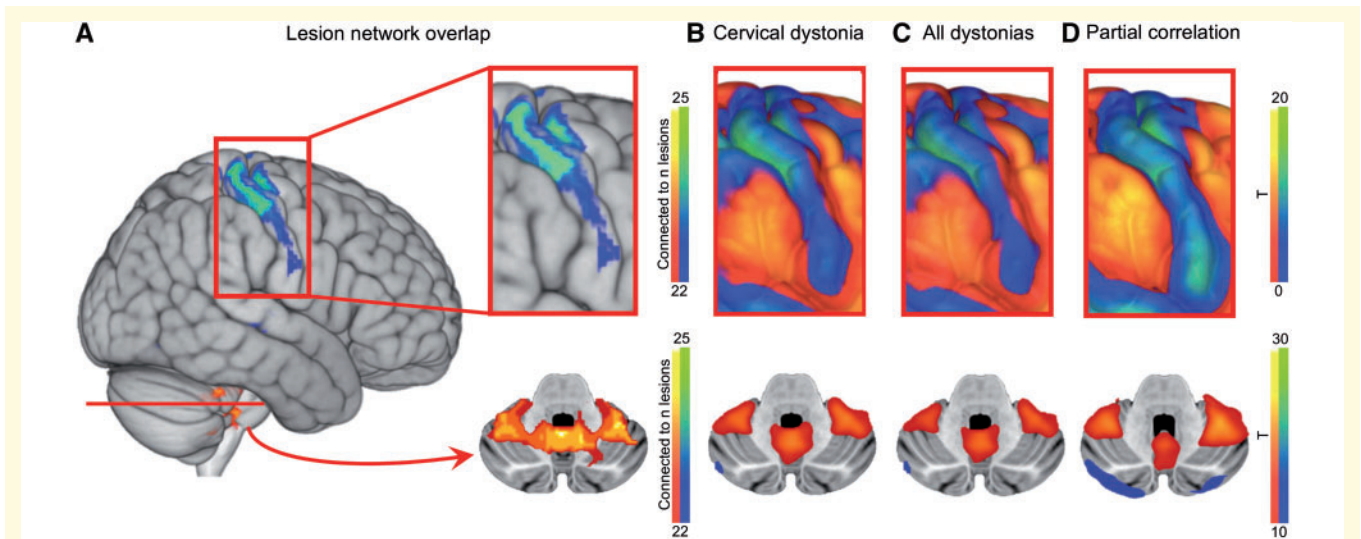 A Lesion network overlap B Cervical dystonia C All dystonias D Partial correlation
25
Connected to n lesions
22
20
T
0
25
Connected to n lesions
22
30
T
10